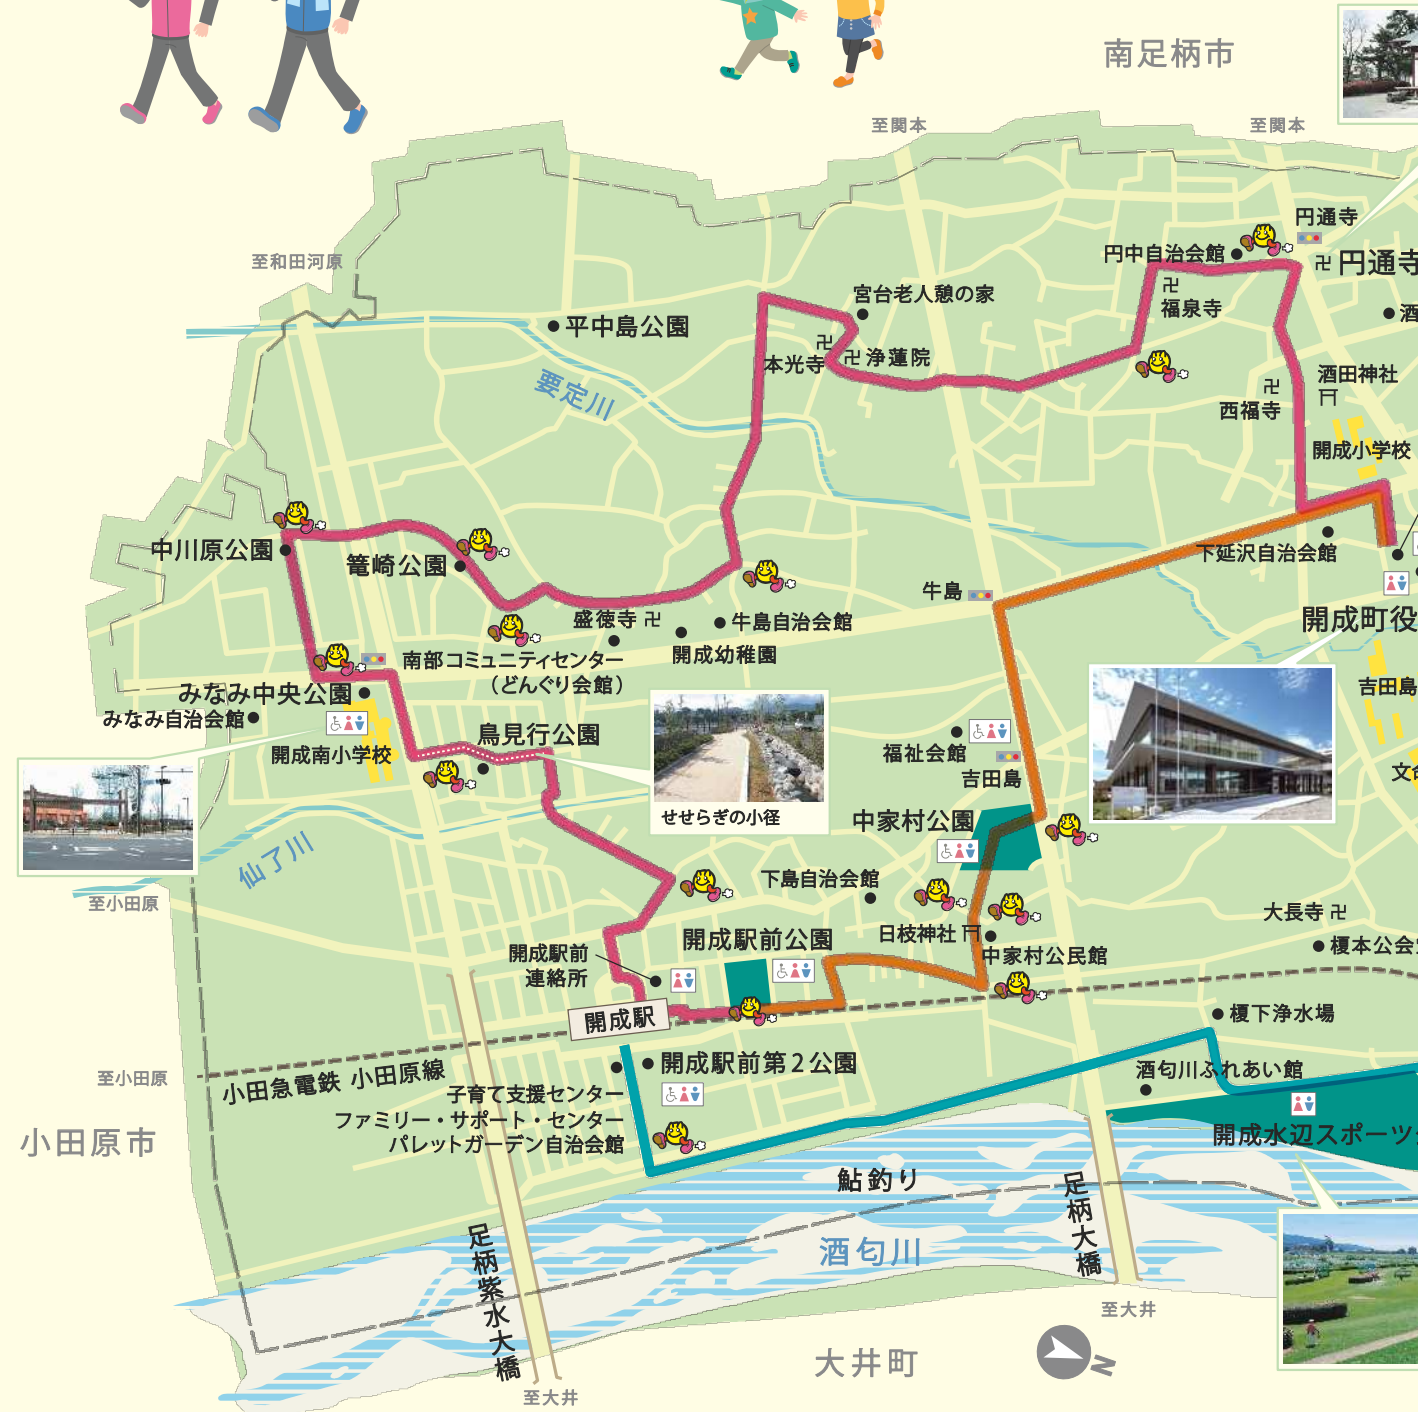 南足柄市
至関本
至関本
円通寺
円中自治会館
卍 円通寺
至和田河原
宮台老人憩の家
卍
福泉寺
平中島公園
卍
本光寺
卍 浄蓮院
要定川
酒田神社
卍
西福寺
開成小学校
中川原公園
篭崎公園
下延沢自治会館
牛島
盛徳寺 卍
牛島自治会館
開成町役
開成幼稚園
南部コミュニティセンター
（どんぐり会館）
みなみ中央公園
みなみ自治会館
吉田島
鳥見行公園
開成南小学校
福祉会館
吉田島
せせらぎの小径
中家村公園
仙了川
下島自治会館
至小田原
大長寺 卍
日枝神社
開成駅前公園
榎本公会
開成駅前
連絡所
中家村公民館
開成駅
榎下浄水場
開成駅前第2公園
酒匂川ふれあい館
至小田原
小田急電鉄 小田原線
子育て支援センター
ファミリー・サポート・センター
パレットガーデン自治会館
小田原市
開成水辺スポーツ
鮎釣り
足柄大橋
酒匂川
足柄紫水大橋
至大井
大井町
N
至大井